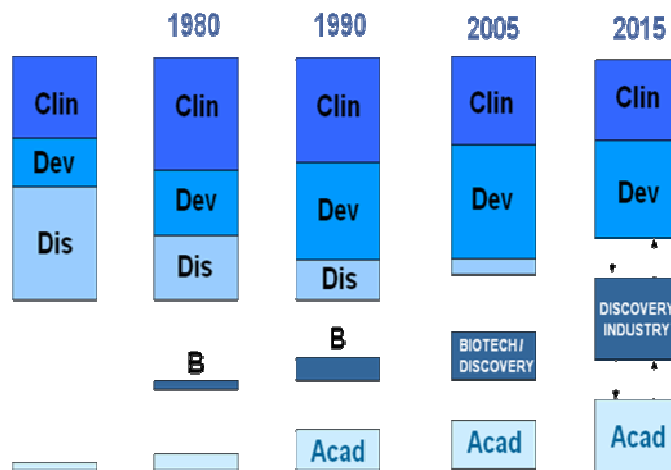 1980
1990
2005
2015
Clin
Clin
Clin
Clin
Clin
Dev
Dev
Dev
Dev
Dev
Dis
Dis
Dis
B
B
BIOTECH/
DISCOVERY
DISCOVERY
INDUSTRY
Acad
Acad
Acad